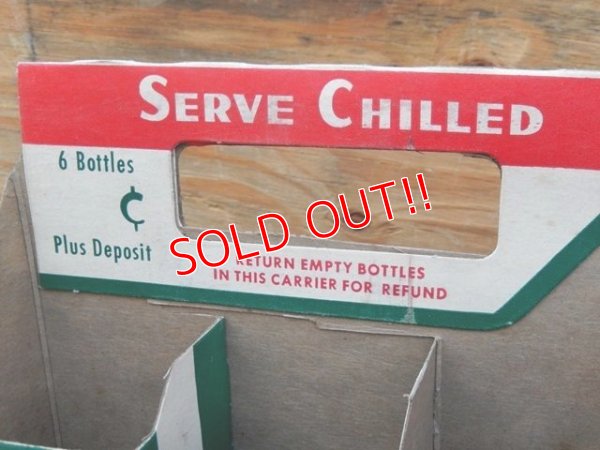 SERVE CHILLED
6 Bottles
¢
Plus Deposit
SOLD OUT!!
RETURN EMPTY BOTTLES
IN THIS CARRIER FOR REFUND